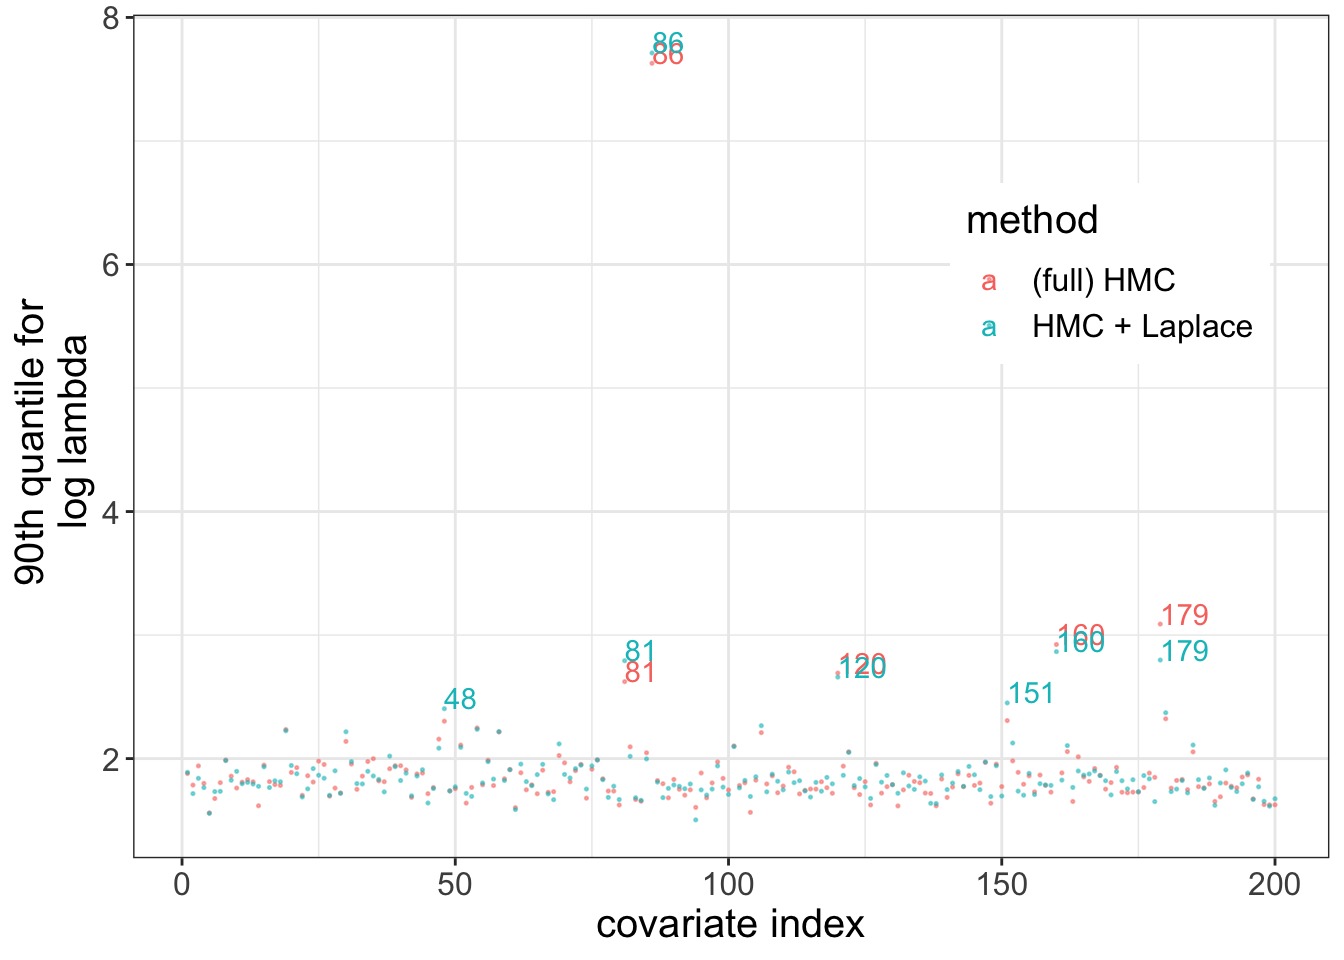 8
86
86
method
6
a (full) HMC
a HMC + Laplace
90th quantile for
log lambda
4
179
160
160
81
179
120
120
81
151
48
2
0 50 100 150 200
covariate index